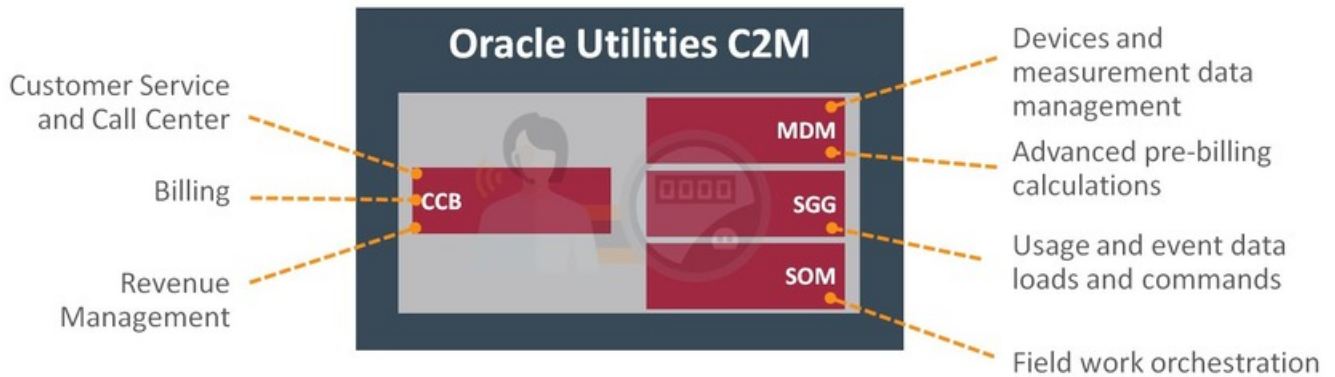 Oracle Utilities C2M
Customer Service
and Call Center
Billing
Revenue
Management
CCB
MDM
SGG
SOM
Devices and
measurement data
management
Advanced pre-billing
calculations
Usage and event data
loads and commands
Field work orchestration